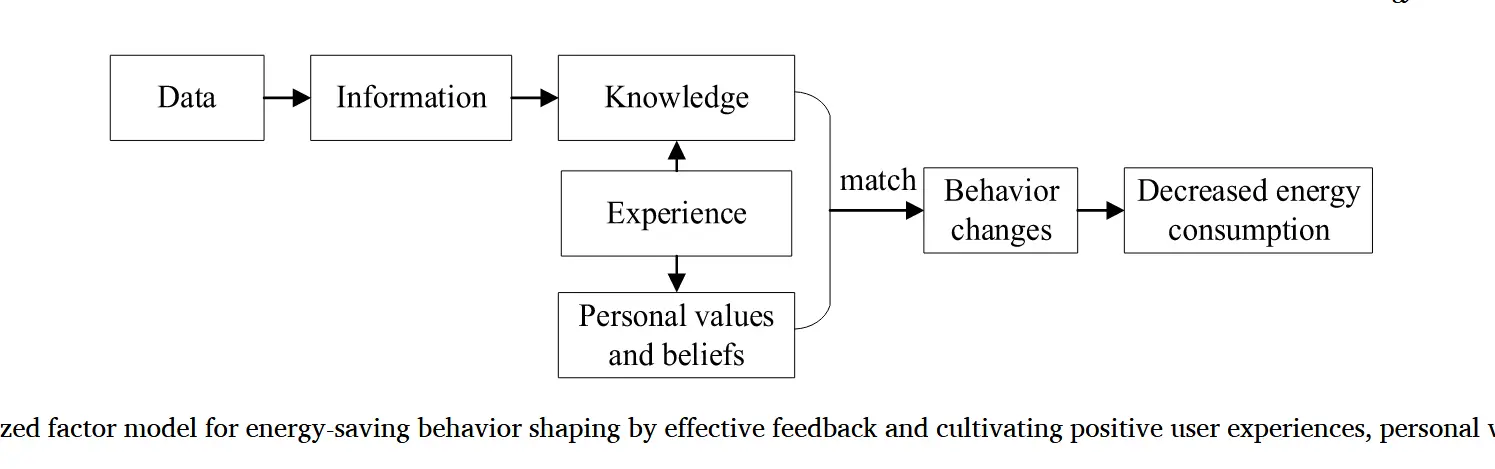 Data
Information
Knowledge
Experience
Personal values
and beliefs
match
Behavior
changes
Decreased energy
consumption
factor model for energy-saving behavior shaping by effective feedback and cultivating positive user experiences, personal